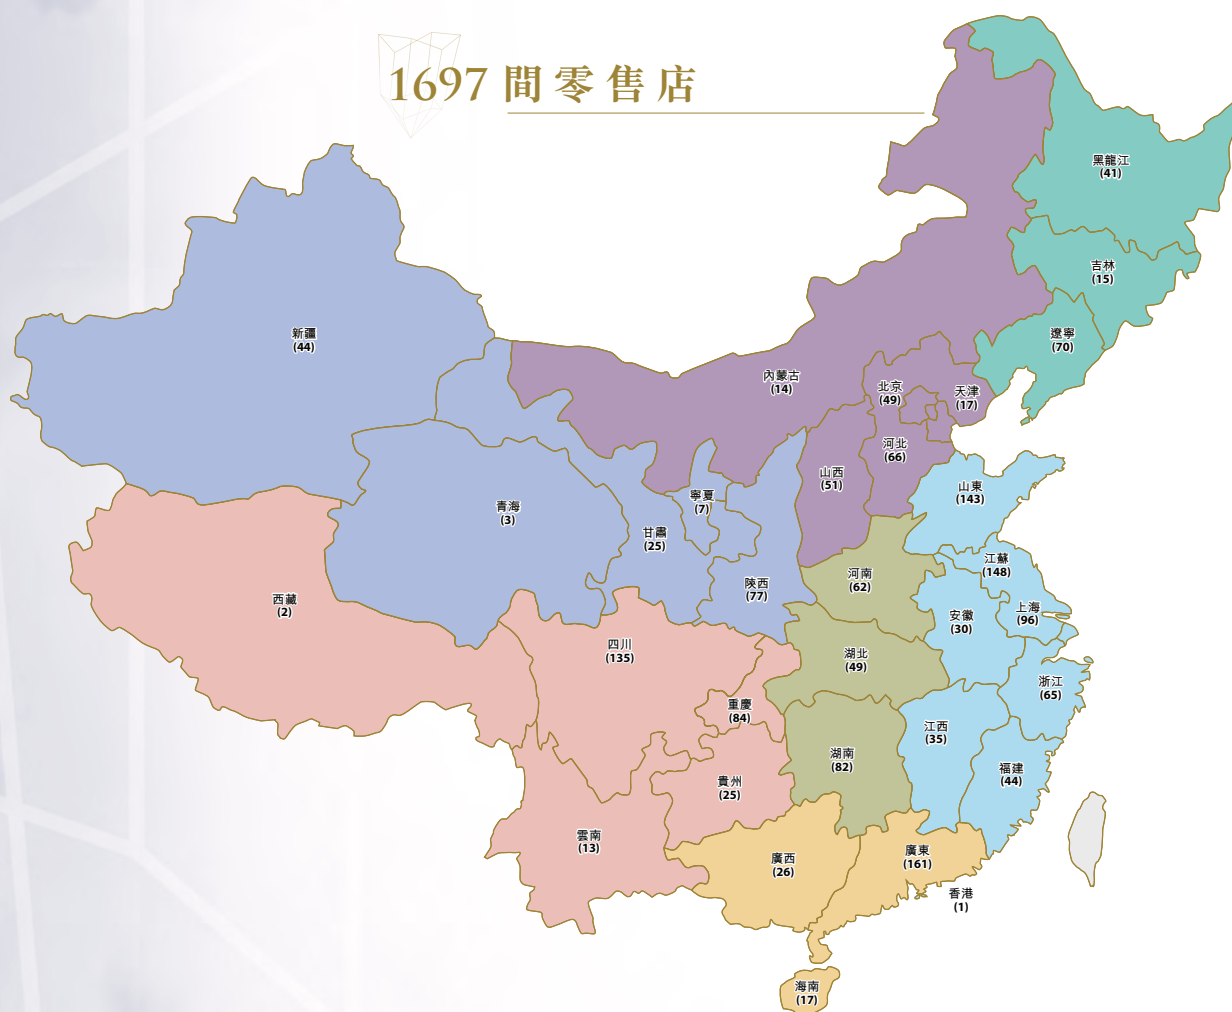 1697 間零售店
黑龍江
(41)
吉林
(15)
遼寧
(70)
新疆
(44)
內蒙古
(14)
北京
(49)
天津
(17)
河北
(66)
山西
(51)
山東
(143)
寧夏
(7)
青海
(3)
甘肅
(25)
陝西
(77)
河南
(62)
江蘇
(148)
安徽
(30)
上海
(96)
西藏
(2)
四川
(135)
湖北
(49)
浙江
(65)
重慶
(84)
江西
(35)
湖南
(82)
福建
(44)
貴州
(25)
雲南
(13)
廣西
(26)
廣東
(161)
香港
(1)
海南
(17)